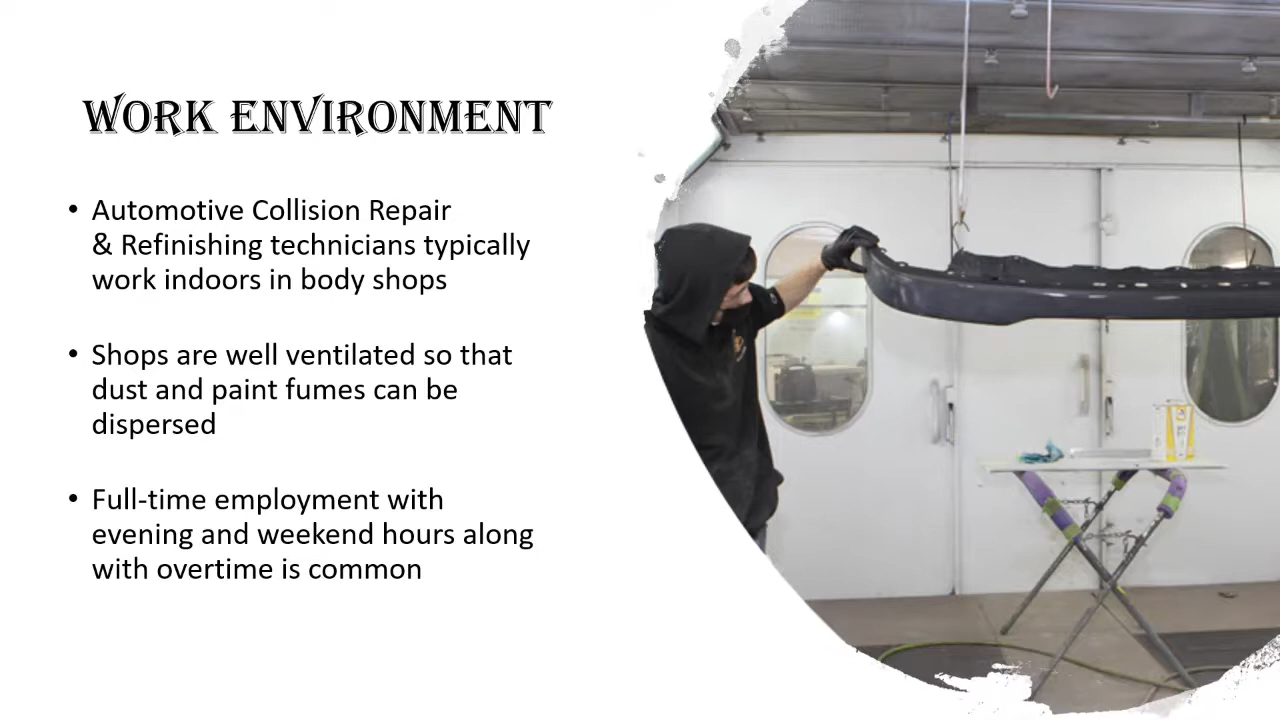 WORK ENVIRONMENT
• Automotive Collision Repair
& Refinishing technicians typically
work indoors in body shops
• Shops are well ventilated so that
dust and paint fumes can be
dispersed
• Full-time employment with
evening and weekend hours along
with overtime is common